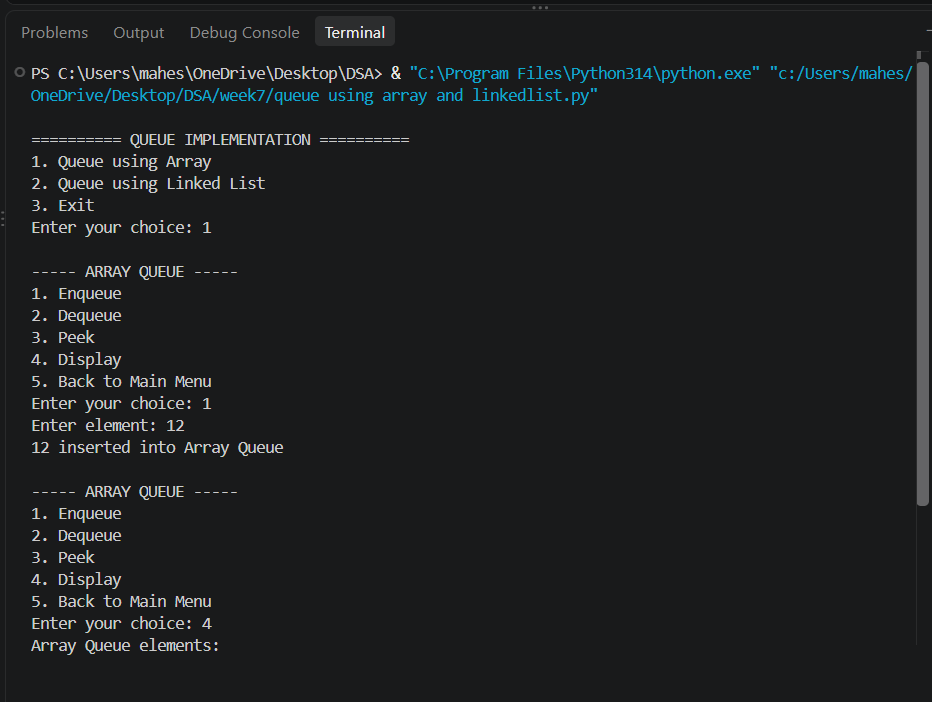 Problems Output Debug Console Terminal
PS C:\Users\mahes\OneDrive\Desktop\DSA> & "C:\Program Files\Python314\python.exe" "c:/Users/mahes/
OneDrive/Desktop/DSA/week7/queue using array and linkedlist.py"
========== QUEUE IMPLEMENTATION ==========
1. Queue using Array
2. Queue using Linked List
3. Exit
Enter your choice: 1
----- ARRAY QUEUE -----
1. Enqueue
2. Dequeue
3. Peek
4. Display
5. Back to Main Menu
Enter your choice: 1
Enter element: 12
12 inserted into Array Queue
----- ARRAY QUEUE -----
1. Enqueue
2. Dequeue
3. Peek
4. Display
5. Back to Main Menu
Enter your choice: 4
Array Queue elements: